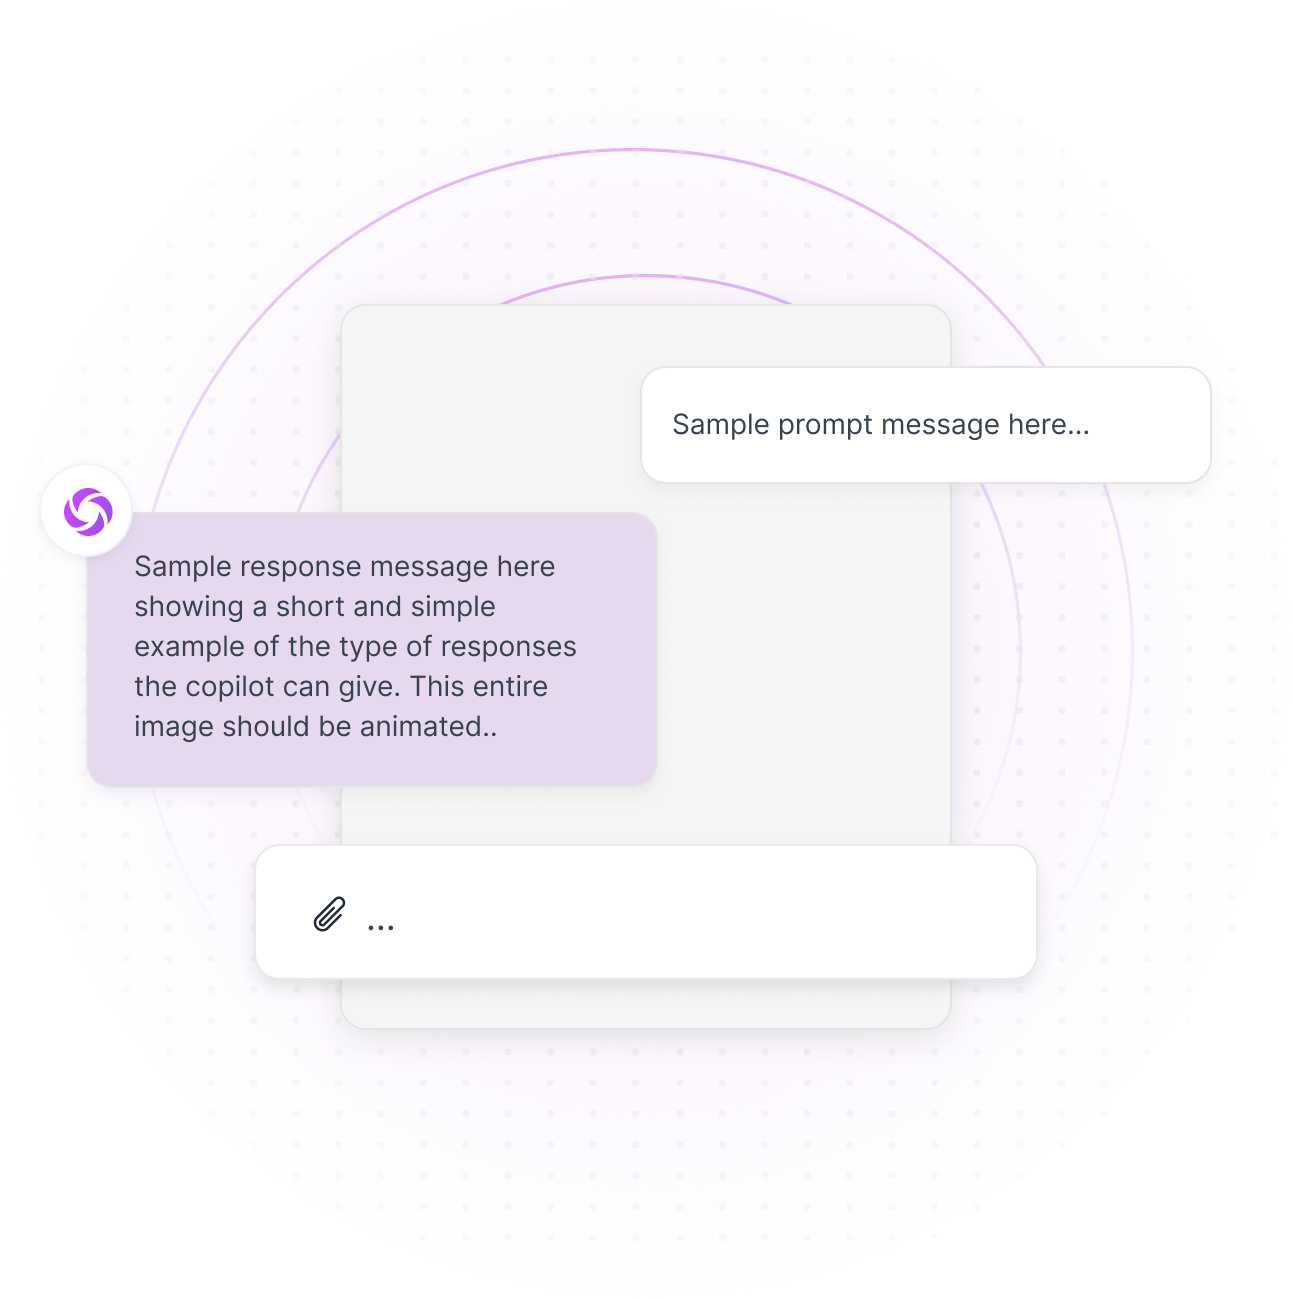 Sample prompt message here...
Sample response message here
showing a short and simple
example of the type of responses
the copilot can give. This entire
image should be animated..
...